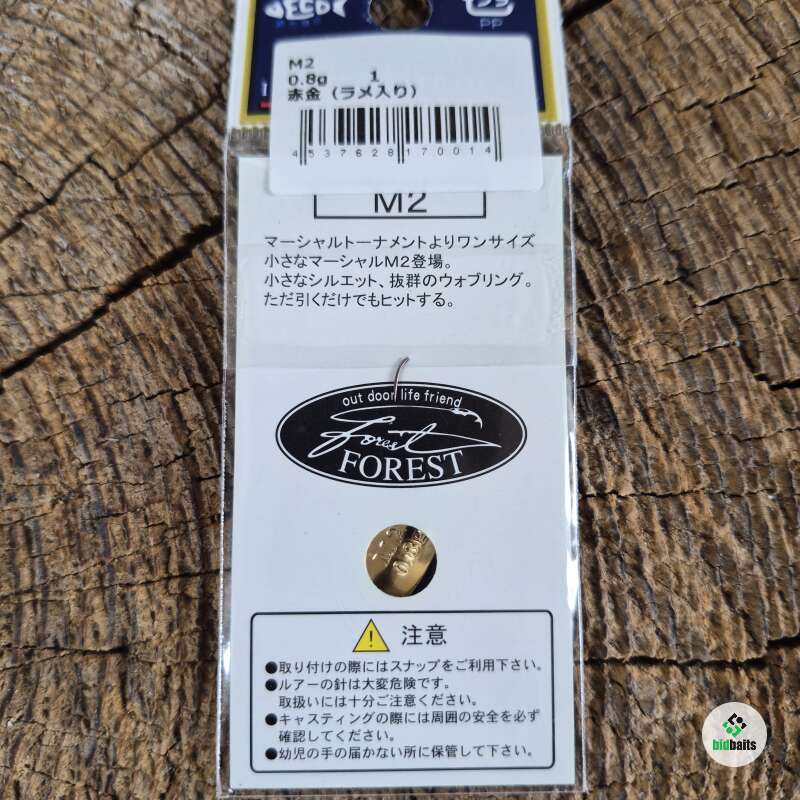 DECOY
PP
M2
0.8g 1
赤金（ラメ入り）
4537628170014
M2
マーシャルトーナメントよりワンサイズ
小さなマーシャルM2登場。
小さなシルエット、抜群のウォブリング。
ただ引くだけでもヒットする。
out door life friend
Forest
FOREST
注意
●取り付けの際にはスナップをご利用下さい。
●ルアーの針は大変危険です。
取扱いには十分ご注意ください。
●キャスティングの際には周囲の安全を必ず
確認してください。
●幼児の手の届かない所に保管して下さい。
bidbaits